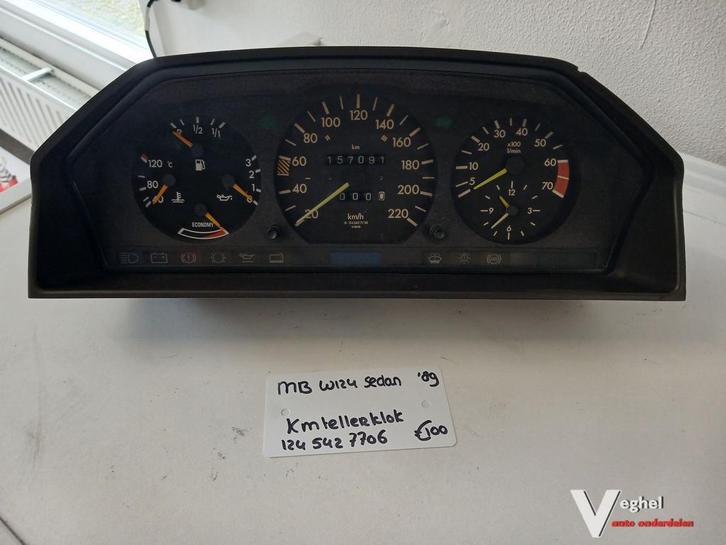 1/2 1/1
120 °C
80
40
3
2
1
0
ECONOMY
20
60
80
100
120
140
160
180
200
220
km
157091
000
km/h
5
10
20
30
40
50
60
70
x100
1/min
12
3
6
9
MB W124 sedan '89
Kmtellerklok
124 542 7706
€100
Veghel
auto onderdelen